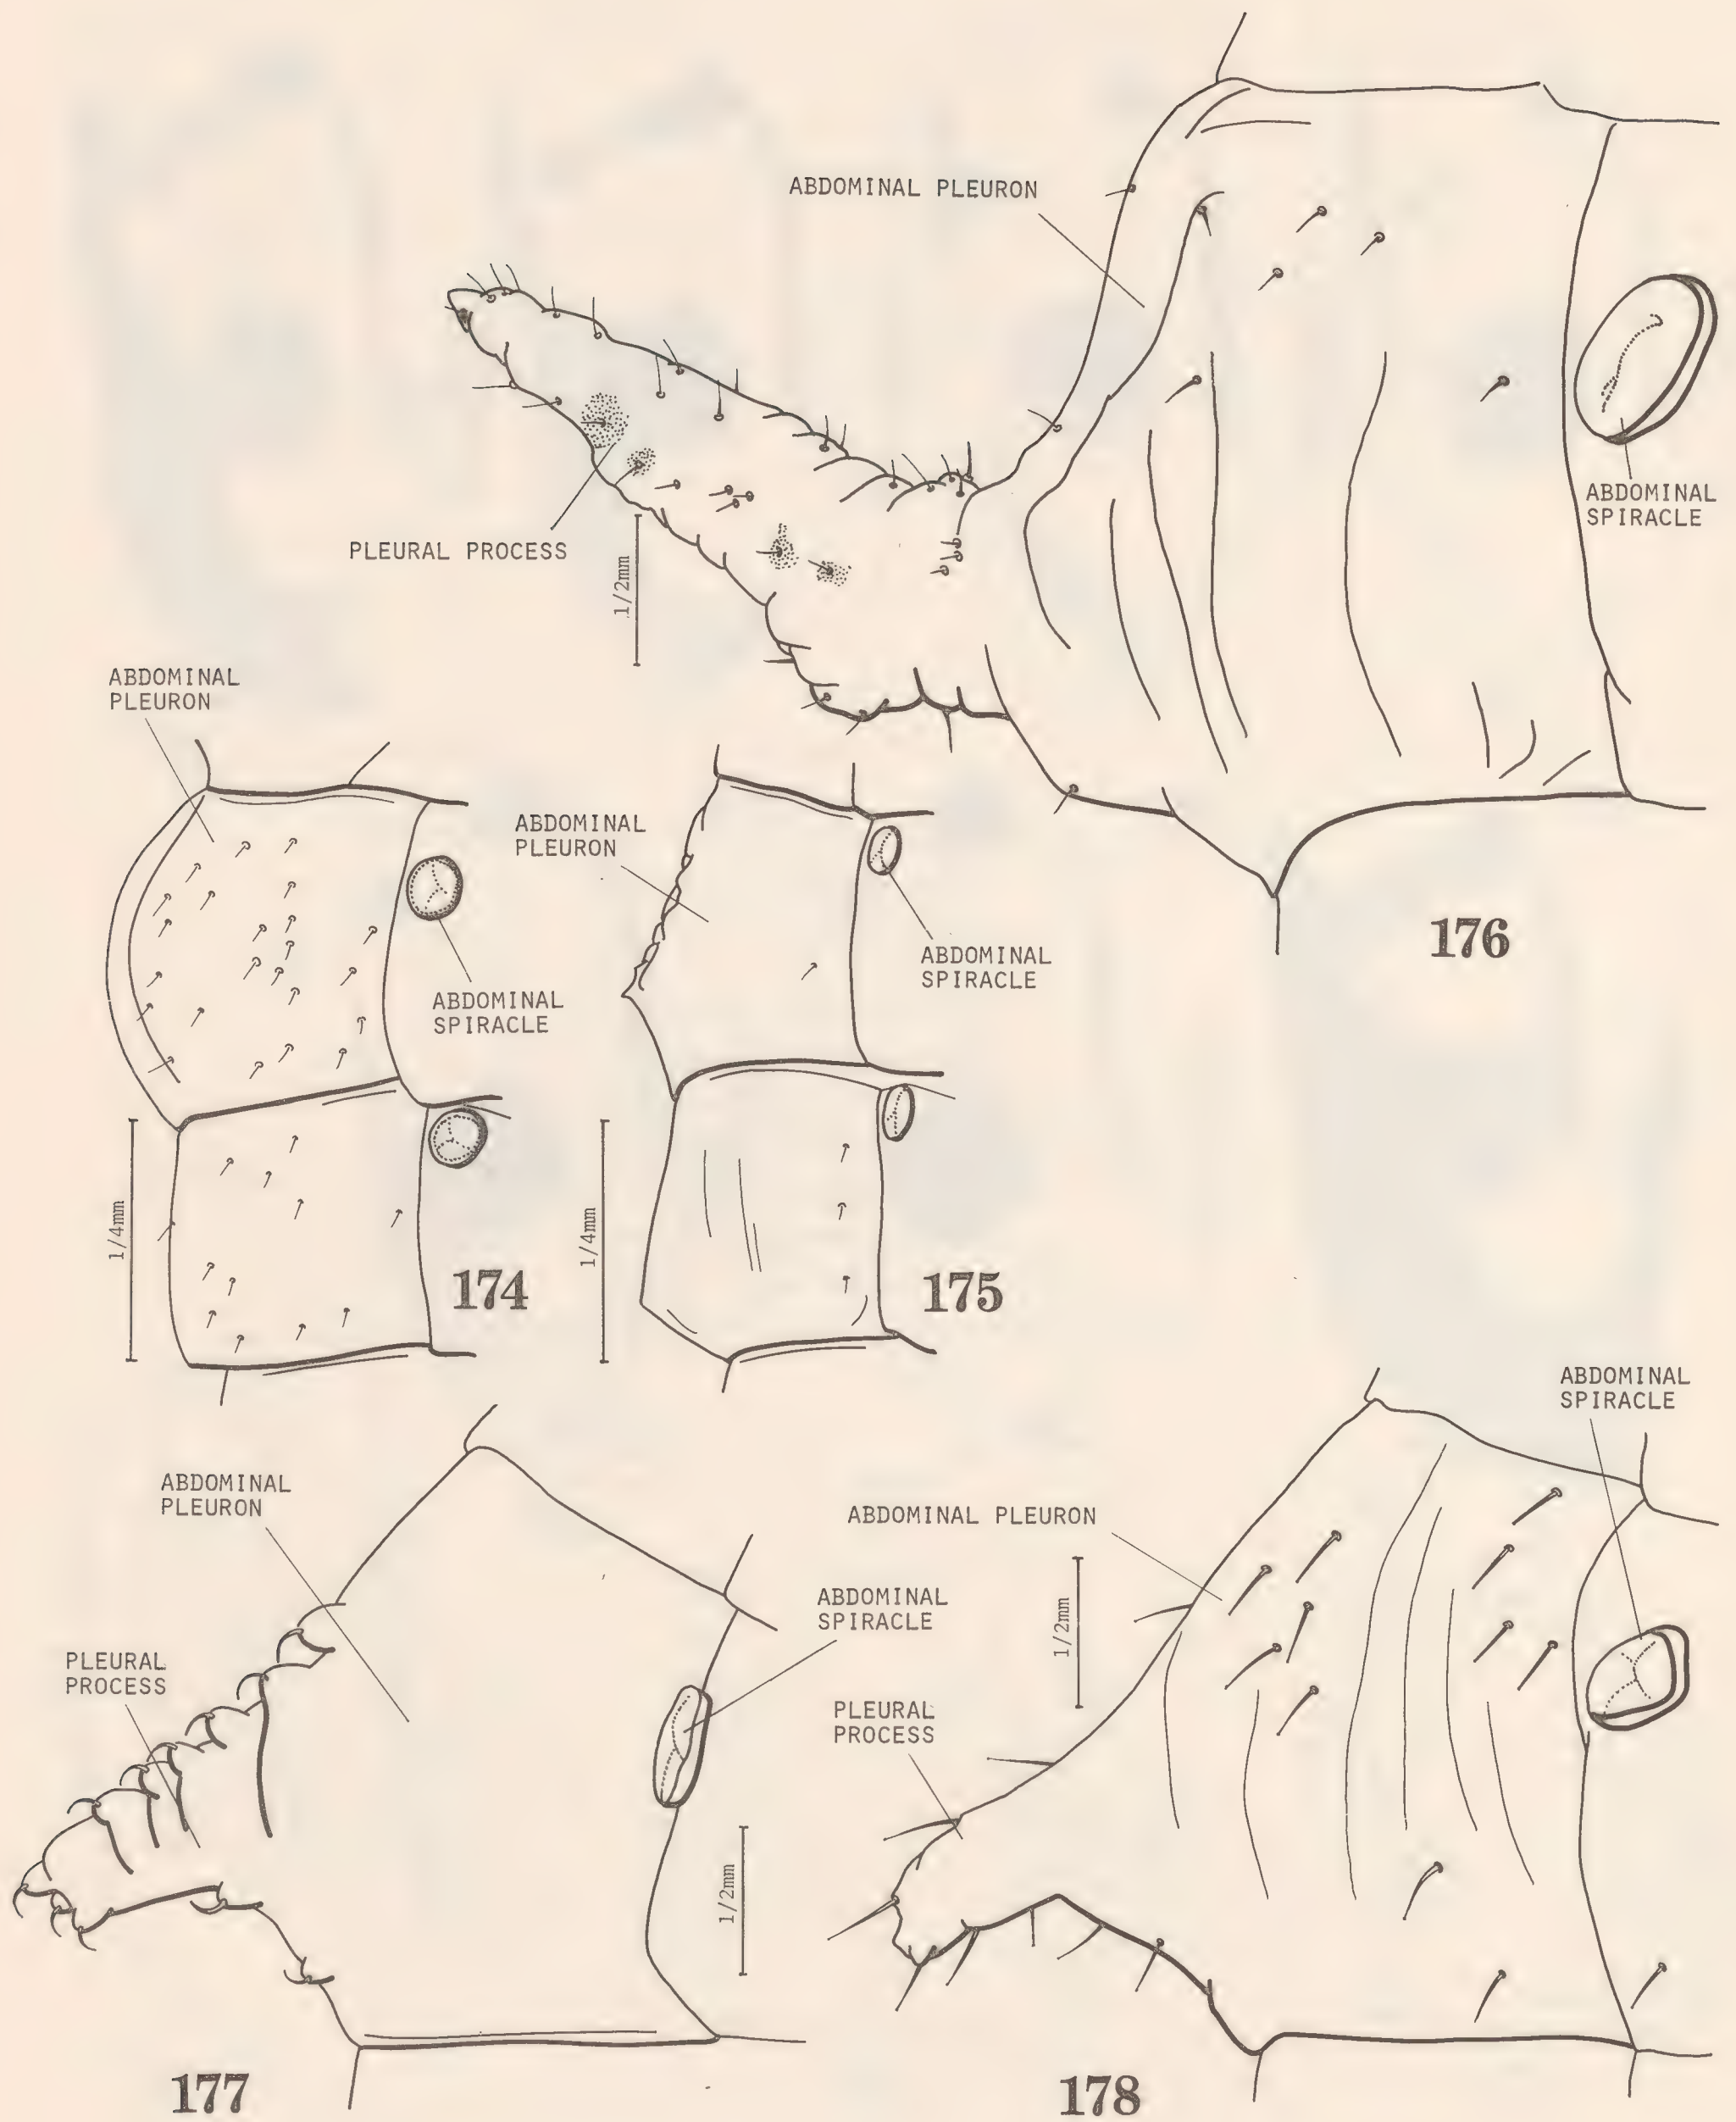 ABDOMINAL PLEURON
ABDOMINAL
SPIRACLE
PLEURAL PROCESS
1/2mm
176
ABDOMINAL
PLEURON
ABDOMINAL
SPIRACLE
1/4mm
174
ABDOMINAL
PLEURON
ABDOMINAL
SPIRACLE
1/4mm
175
ABDOMINAL
PLEURON
PLEURAL
PROCESS
ABDOMINAL
SPIRACLE
1/2mm
177
ABDOMINAL
SPIRACLE
ABDOMINAL PLEURON
1/2mm
PLEURAL
PROCESS
178